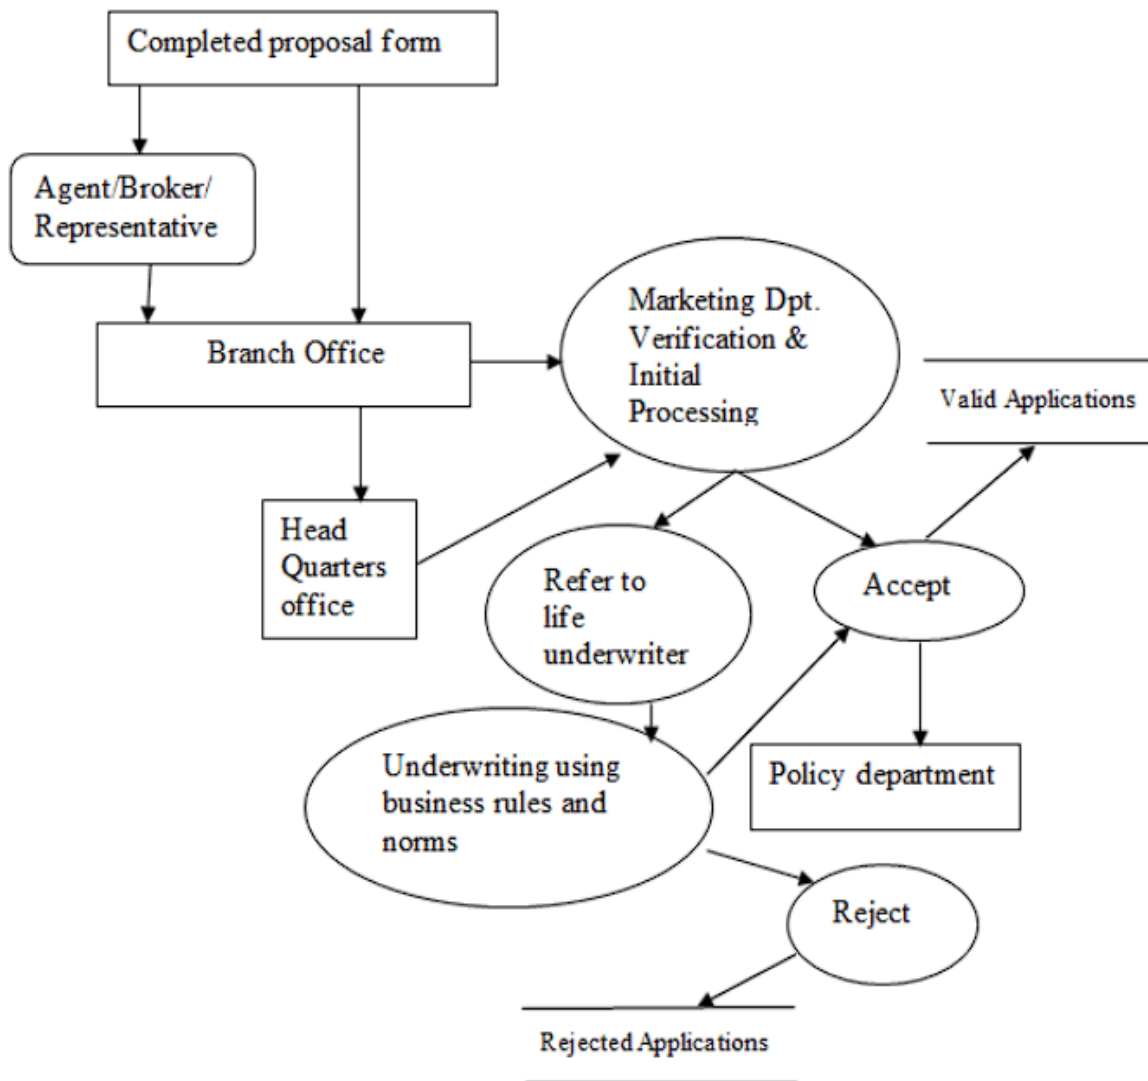 Completed proposal form
Agent/Broker/
Representative
Branch Office
Marketing Dpt.
Verification &
Initial
Processing
Valid Applications
Head
Quarters
office
Refer to
life
underwriter
Accept
Underwriting using
business rules and
norms
Policy department
Reject
Rejected Applications